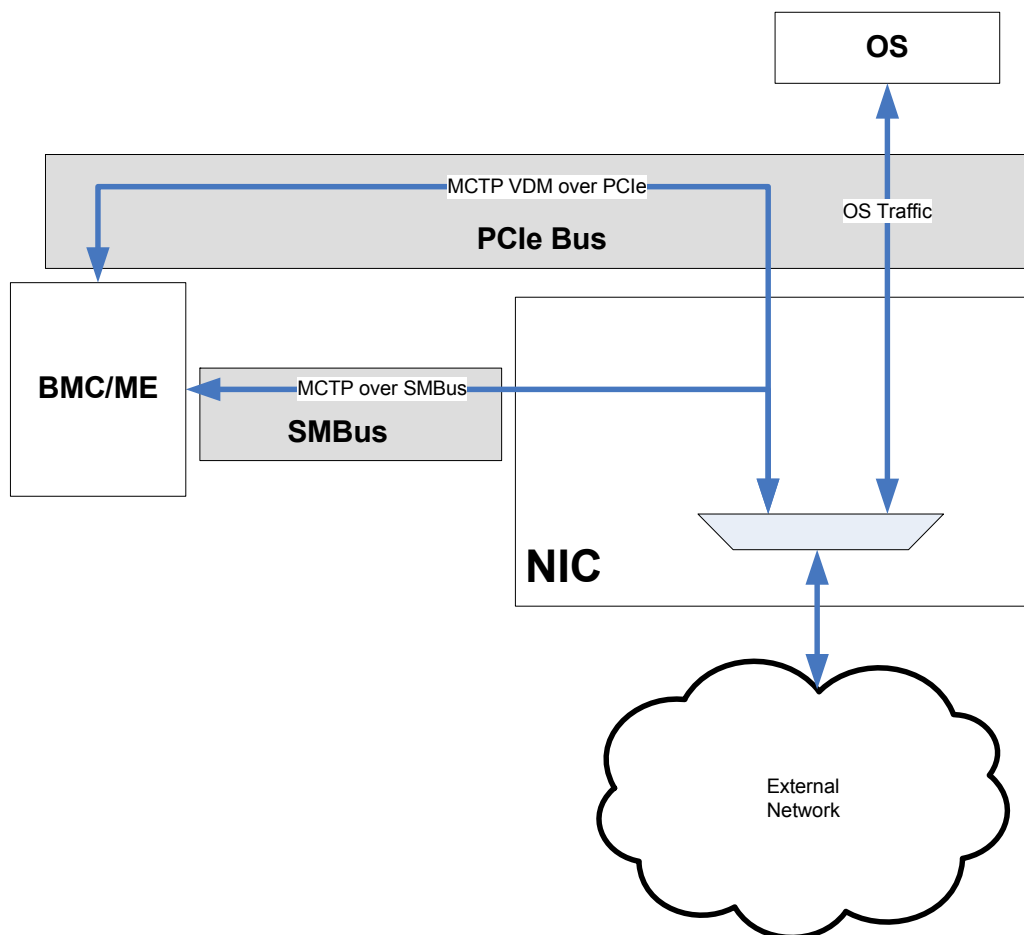 OS
MCTP VDM over PCIe
OS Traffic
PCIe Bus
BMC/ME
MCTP over SMBus
SMBus
NIC
External
Network